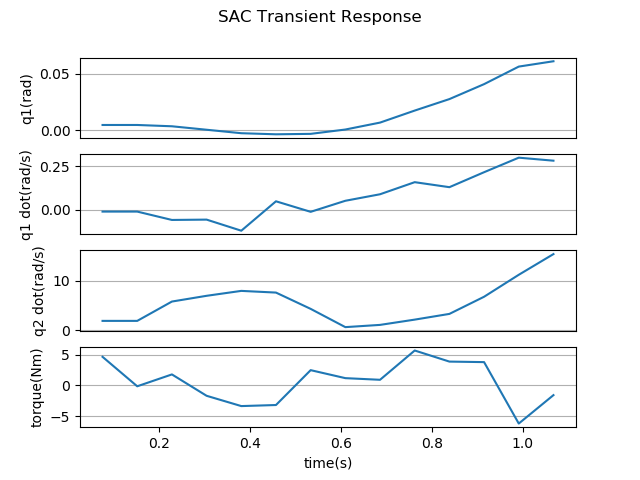 SAC Transient Response
0.05
0.00
q1(rad)
0.25
0.00
q1 dot(rad/s)
10
0
q2 dot(rad/s)
5
0
−5
torque(Nm)
0.2 0.4 0.6 0.8 1.0
time(s)